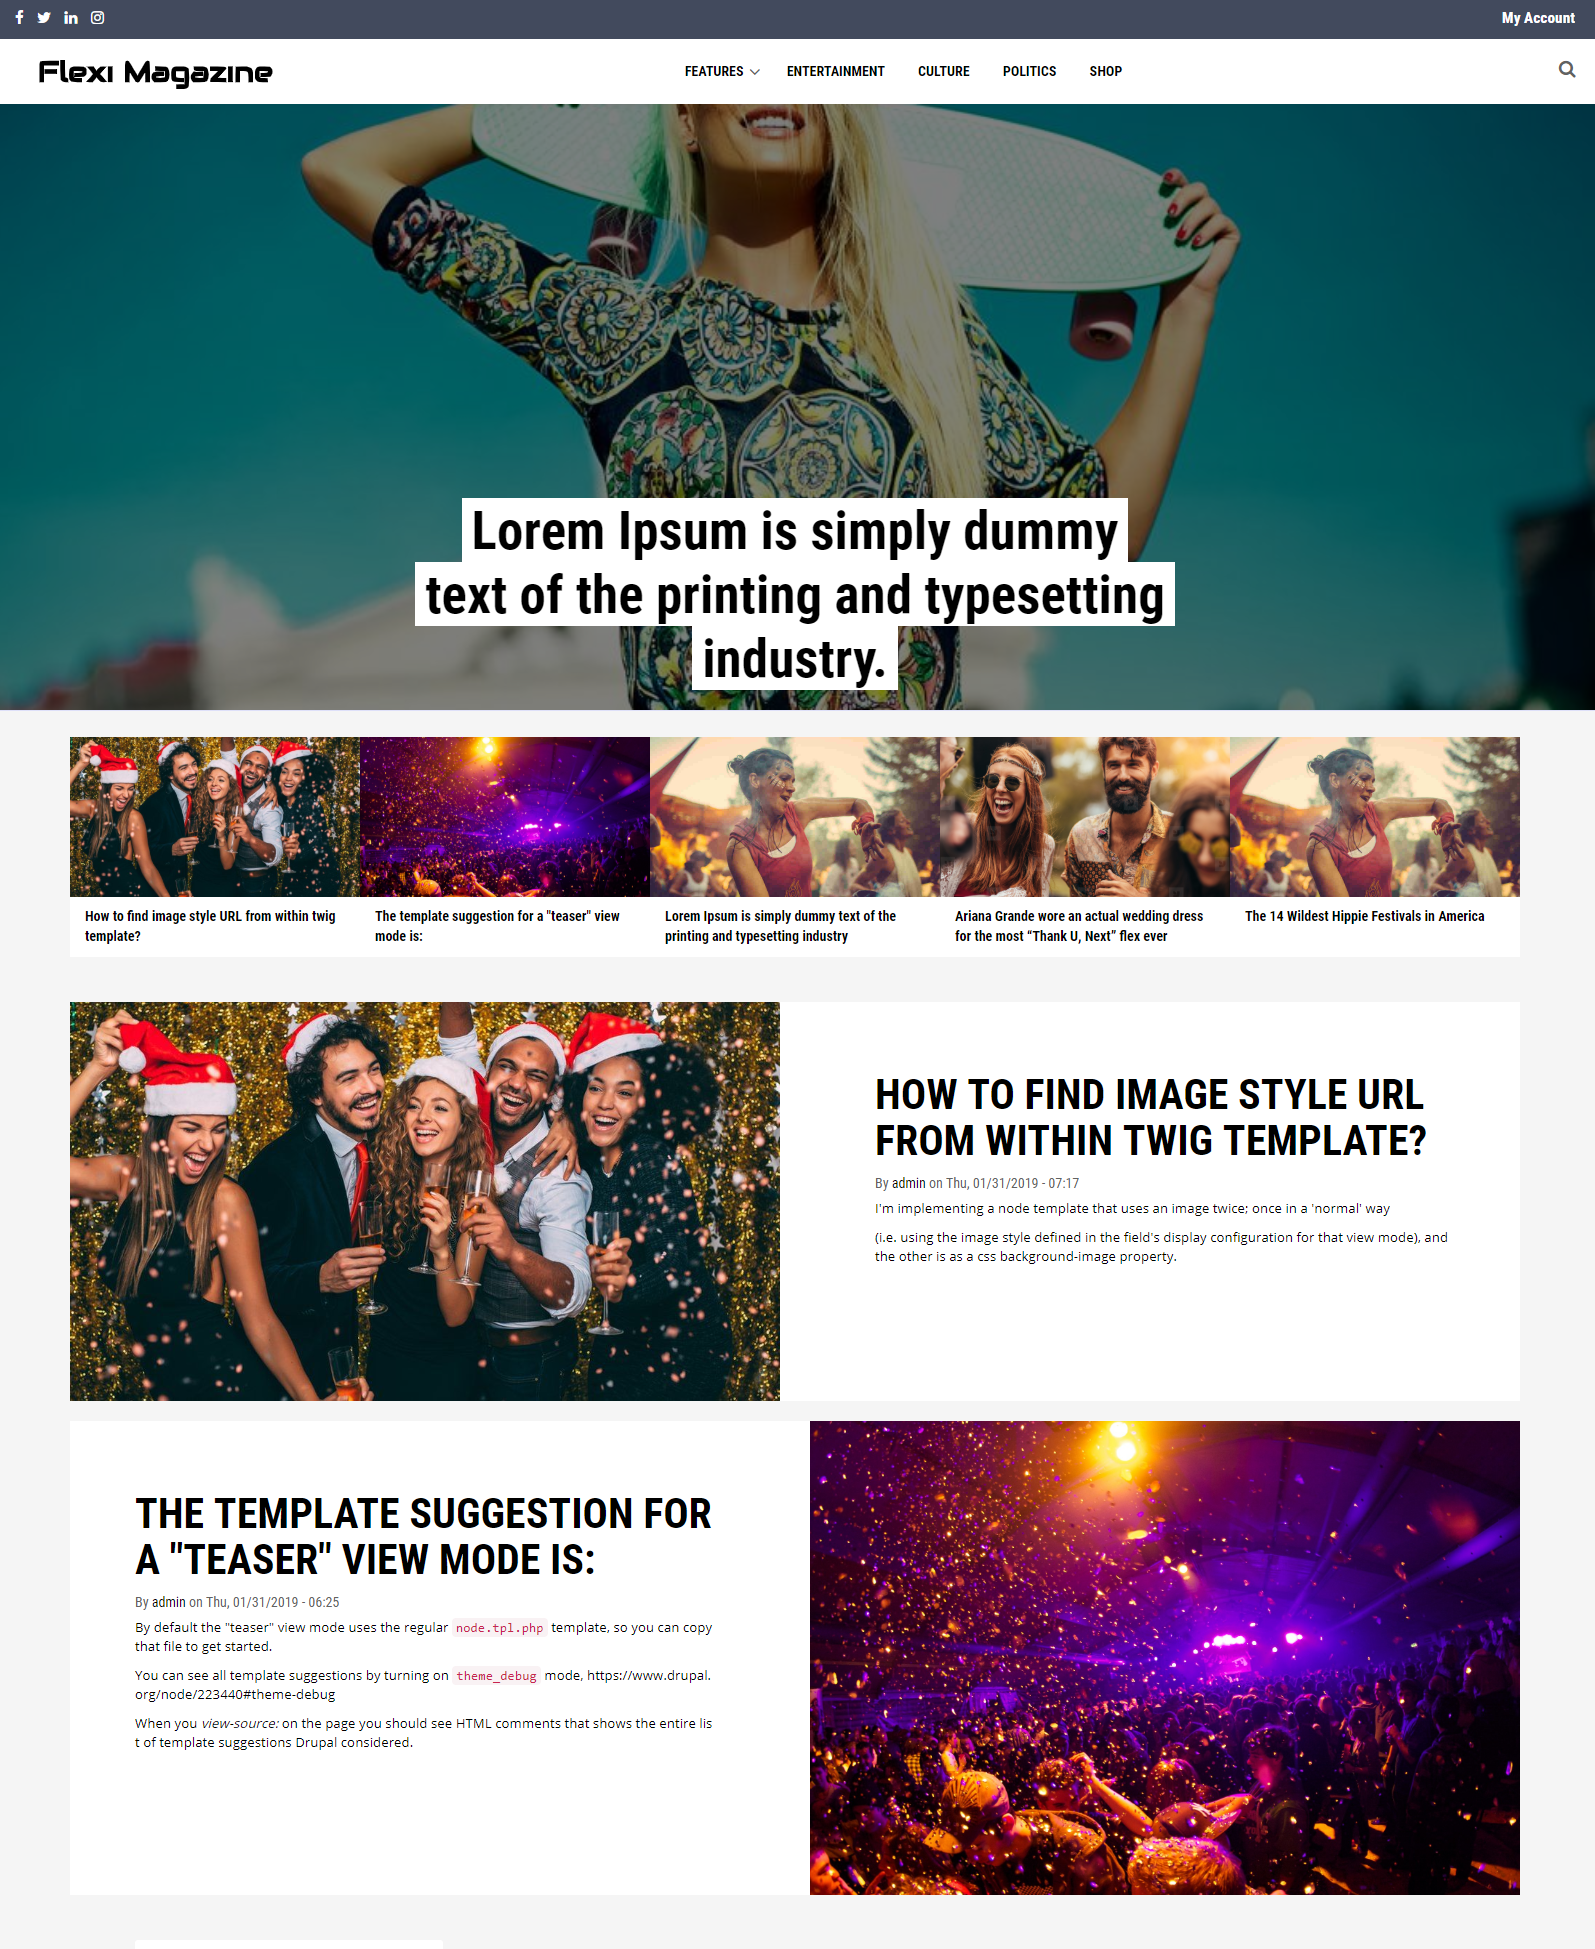 My Account
Flexi Magazine
FEATURES
ENTERTAINMENT
CULTURE
POLITICS
SHOP
Lorem Ipsum is simply dummy
text of the printing and typesetting
industry.
How to find image style URL from within twig
template?
The template suggestion for a "teaser" view
mode is:
Lorem Ipsum is simply dummy text of the
printing and typesetting industry
Ariana Grande wore an actual wedding dress
for the most “Thank U, Next” flex ever
The 14 Wildest Hippie Festivals in America
HOW TO FIND IMAGE STYLE URL
FROM WITHIN TWIG TEMPLATE?
By admin on Thu, 01/31/2019 - 07:17
I'm implementing a node template that uses an image twice; once in a 'normal' way
(i.e. using the image style defined in the field's display configuration for that view mode), and
the other is as a css background-image property.
THE TEMPLATE SUGGESTION FOR
A "TEASER" VIEW MODE IS:
By admin on Thu, 01/31/2019 - 06:25
By default the "teaser" view mode uses the regular node.tpl.php template, so you can copy
that file to get started.
You can see all template suggestions by turning on theme_debug mode, https://www.drupal.
org/node/223440#theme-debug
When you view-source: on the page you should see HTML comments that shows the entire lis
t of template suggestions Drupal considered.